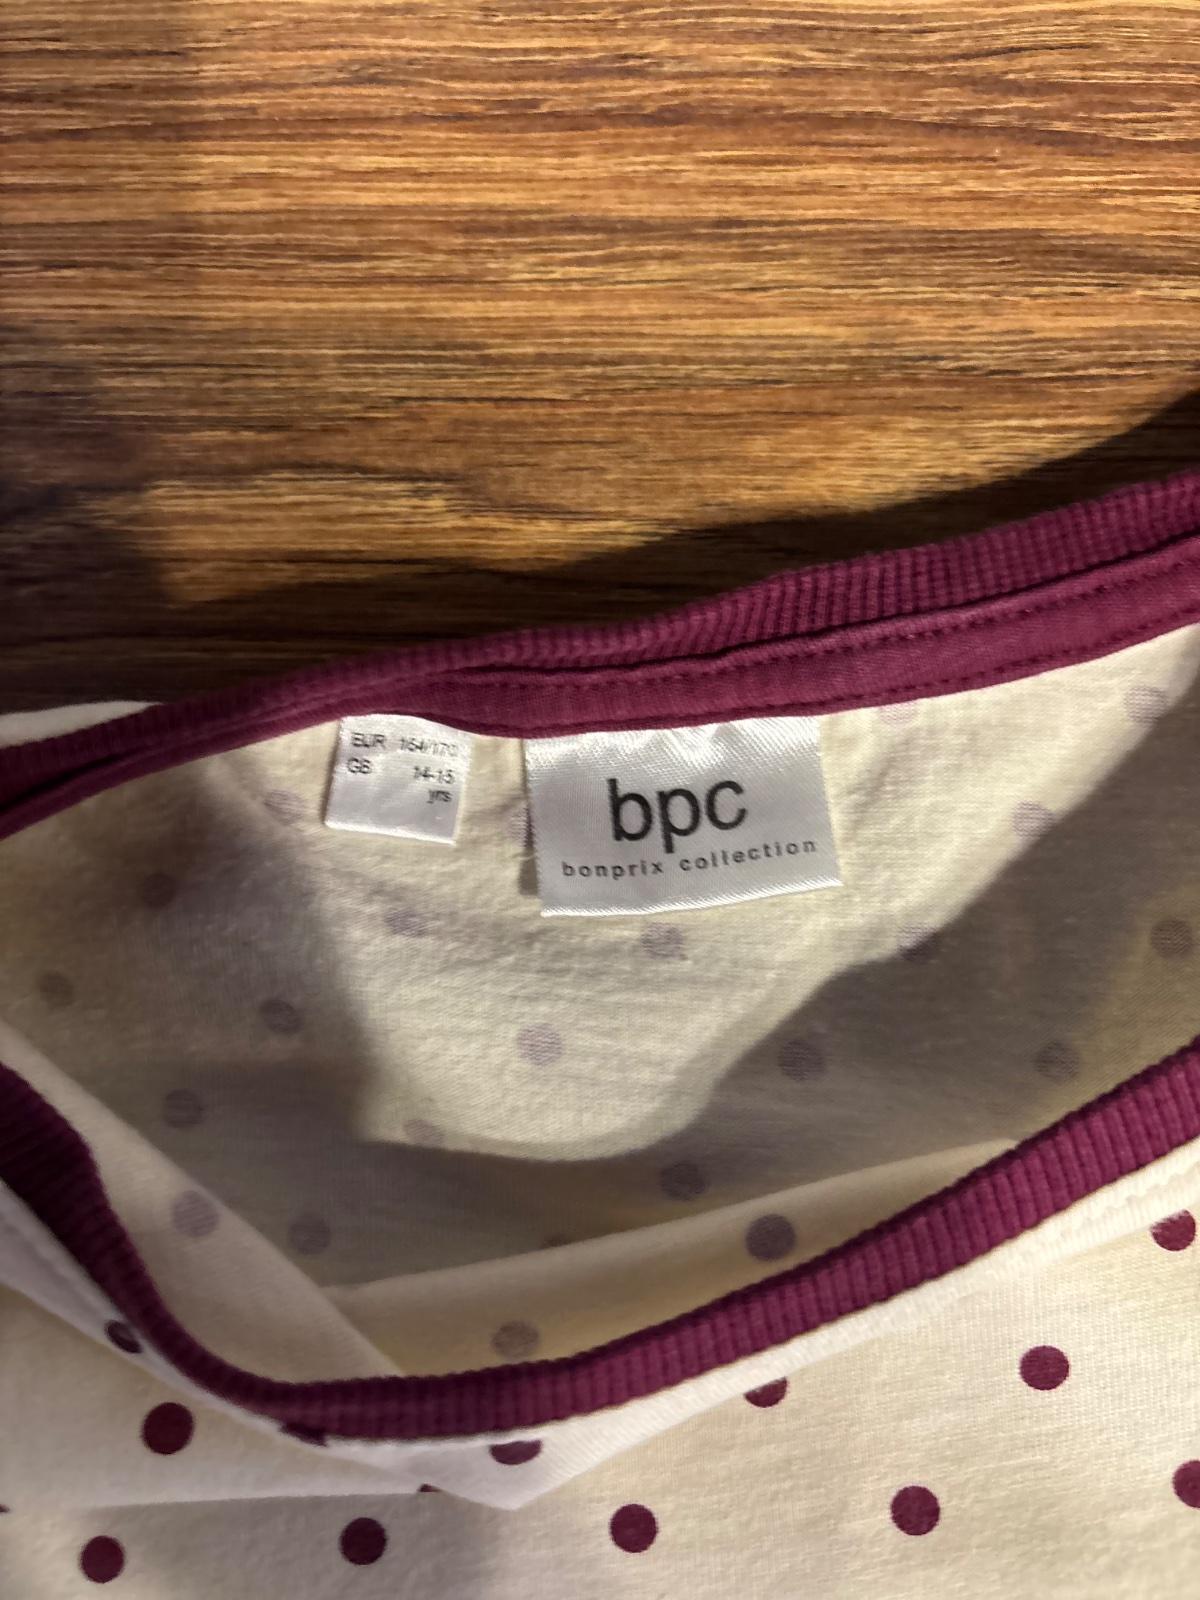 EUR 164/170
GB 14-15
yrs
bpc
bonprix collection